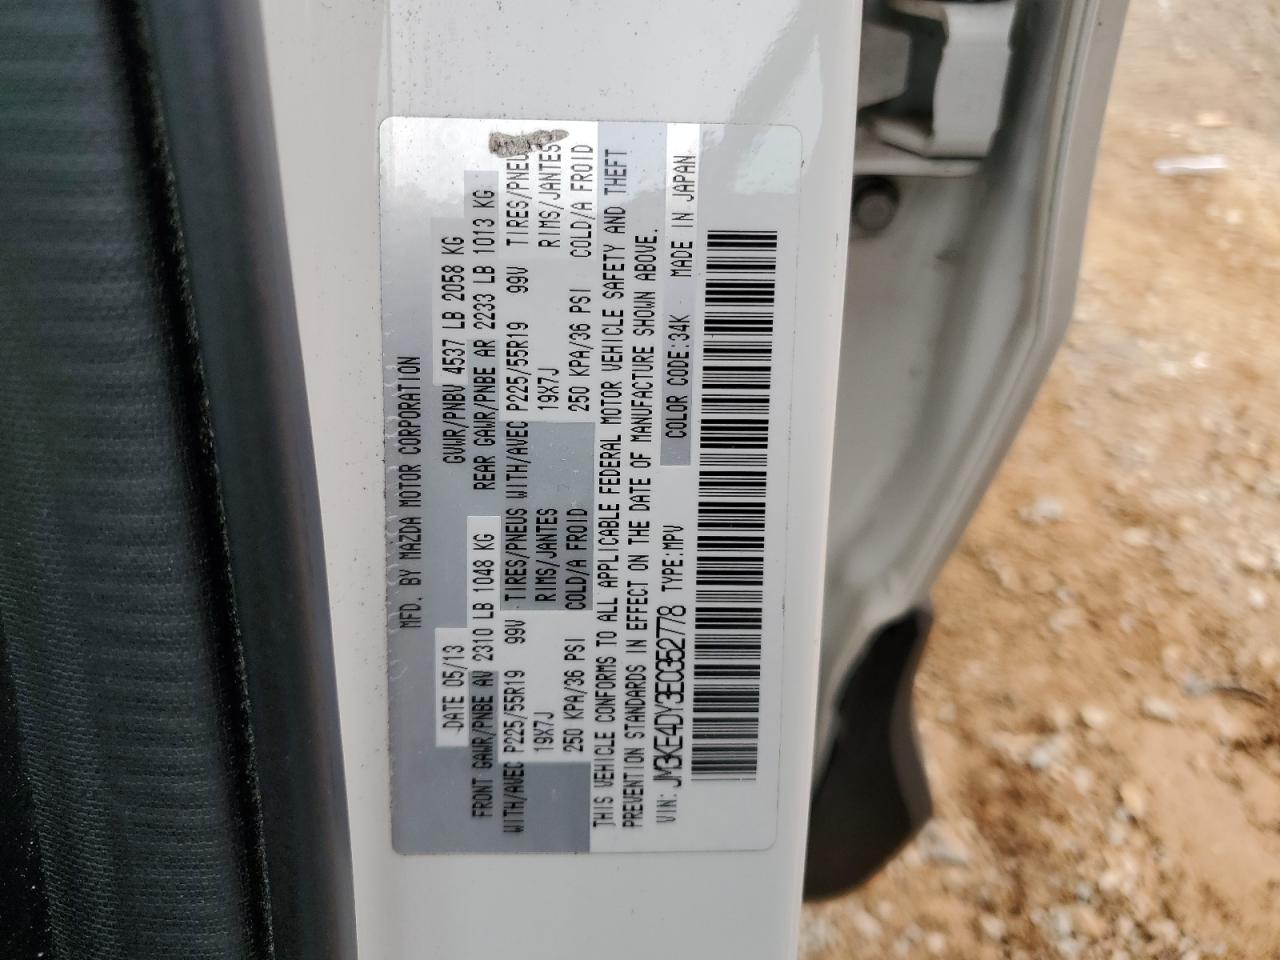 MFD. BY MAZDA MOTOR CORPORATION
DATE 05/13 GVWR/PNBV 4537 LB 2058 KG
FRONT GAWR/PNBE AV 2310 LB 1048 KG REAR GAWR/PNBE AR 2233 LB 1013 KG
WITH/AVEC P225/55R19 99V TIRES/PNEUS WITH/AVEC P225/55R19 99V TIRES/PNEU
19X7J RIMS/JANTES 19X7J RIMS/JANTES
250 KPA/36 PSI COLD/A FROID 250 KPA/36 PSI COLD/A FROID
THIS VEHICLE CONFORMS TO ALL APPLICABLE FEDERAL MOTOR VEHICLE SAFETY AND THEFT
PREVENTION STANDARDS IN EFFECT ON THE DATE OF MANUFACTURE SHOWN ABOVE.
VIN: JM3KE4DY3E0352778 TYPE:MPV COLOR CODE:34K MADE IN JAPAN